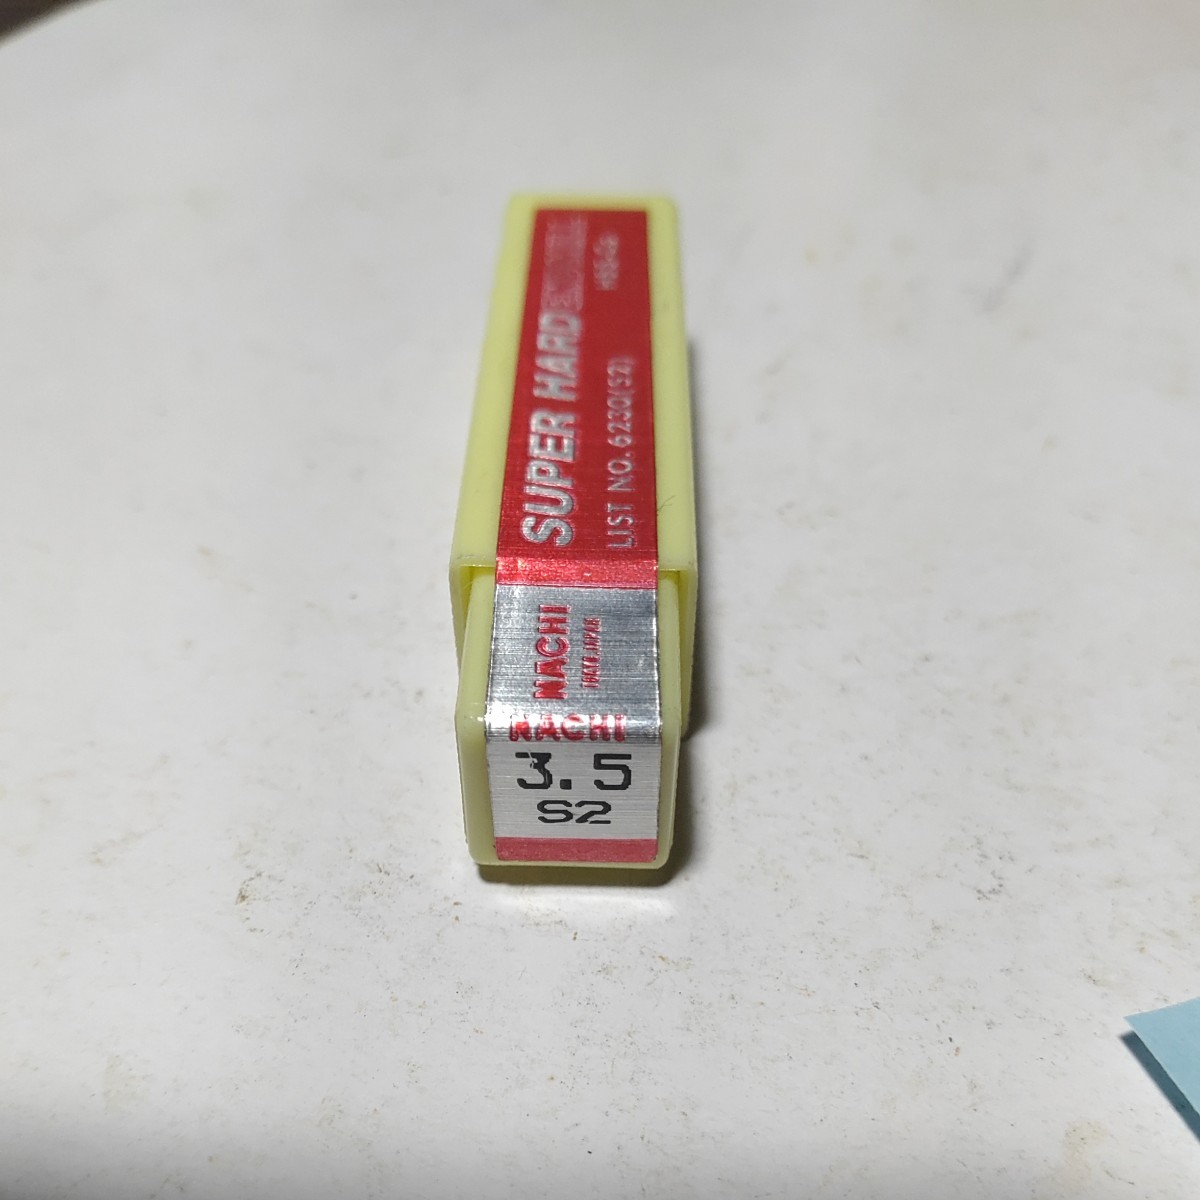 SUPER HARD
HSS-Co
LIST NO. 6230(S2)
NACHI
NACHI
3.5
S2